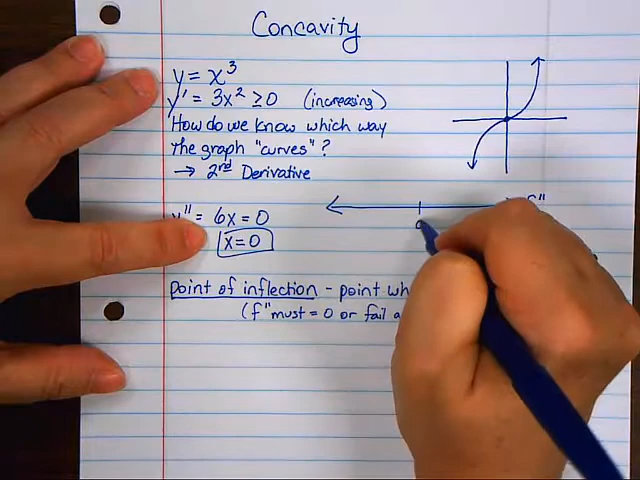 Concavity
y = x³
y' = 3x² ≥ 0 (increasing)
How do we know which way
the graph "curves"?
→ 2nd Derivative
f"
y" = 6x = 0
x = 0
0
point of inflection - point wh
(f" must = 0 or fail a